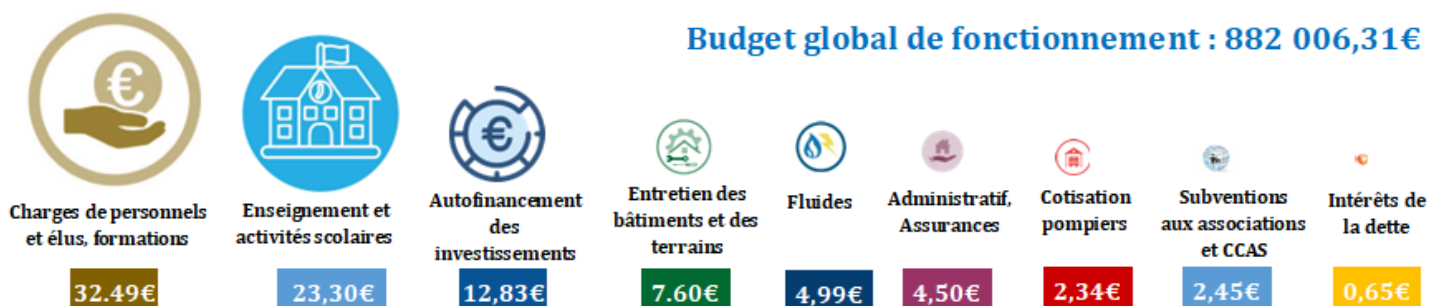 Budget global de fonctionnement : 882 006,31€
Charges de personnels
et élus, formations
32.49€
Enseignement et
activités scolaires
23,30€
Autofinancement
des
investissements
12,83€
Entretien des
bâtiments et des
terrains
7.60€
Fluides
4,99€
Administratif,
Assurances
4,50€
Cotisation
pompiers
2,34€
Subventions
aux associations
et CCAS
2,45€
Intérêts de
la dette
0,65€